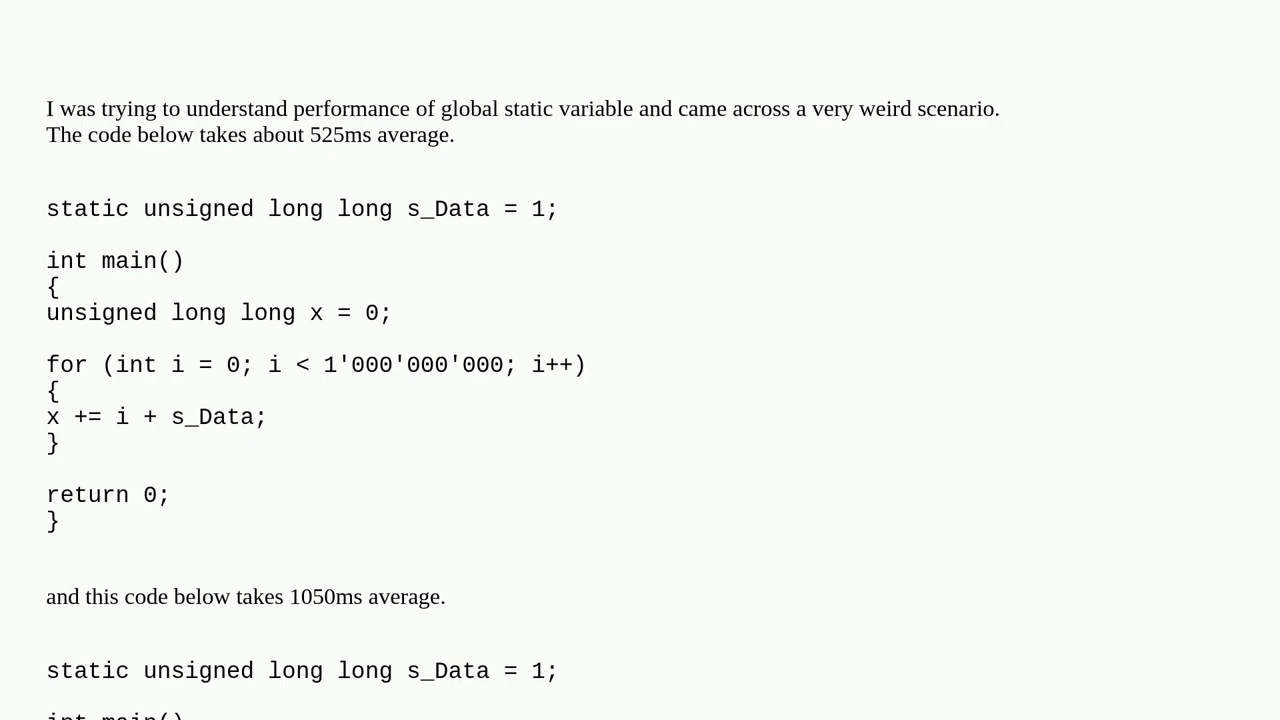 I was trying to understand performance of global static variable and came across a very weird scenario.
The code below takes about 525ms average.
static unsigned long long s_Data = 1;
int main()
{
unsigned long long x = 0;
for (int i = 0; i < 1'000'000'000; i++)
{
x += i + s_Data;
}
return 0;
}
and this code below takes 1050ms average.
static unsigned long long s_Data = 1;
int main()